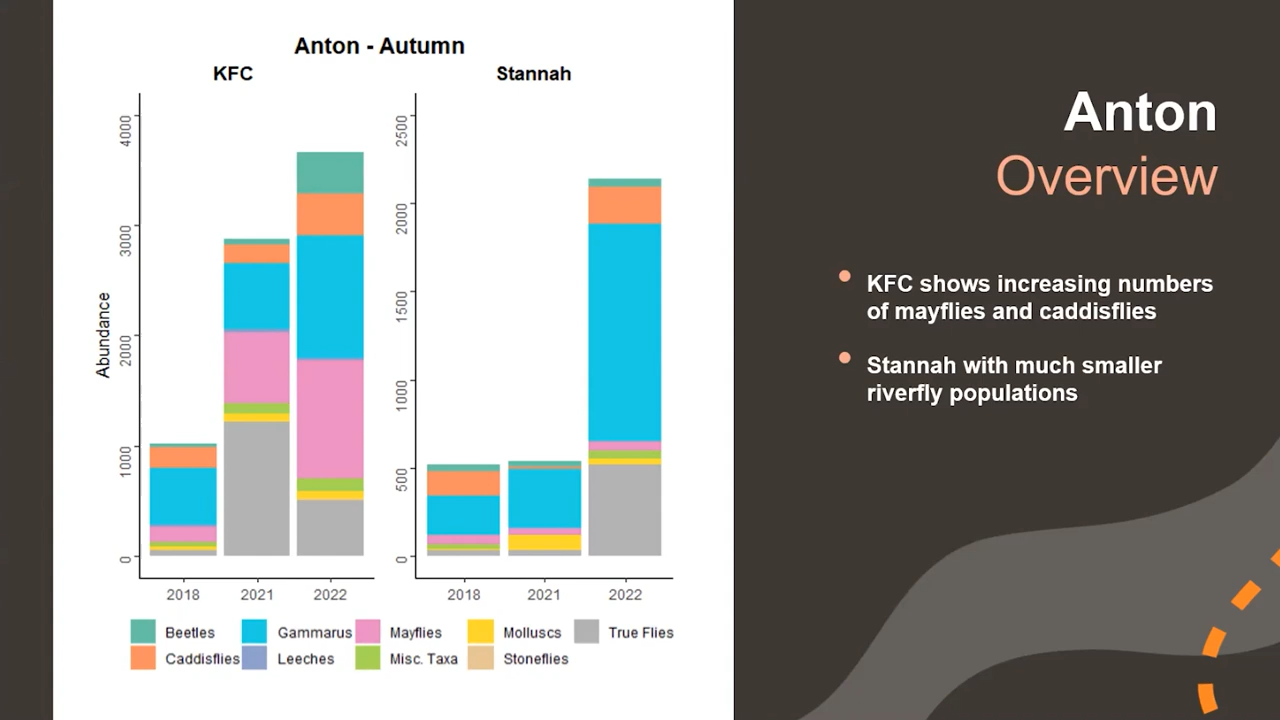 Anton - Autumn
KFC
Stannah
Abundance
4000
3000
2000
1000
0
2500
2000
1500
1000
500
0
2018
2021
2022
2018
2021
2022
Beetles
Gammarus
Mayflies
Molluscs
True Flies
Caddisflies
Leeches
Misc. Taxa
Stoneflies
Anton
Overview
KFC shows increasing numbers
of mayflies and caddisflies
Stannah with much smaller
riverfly populations